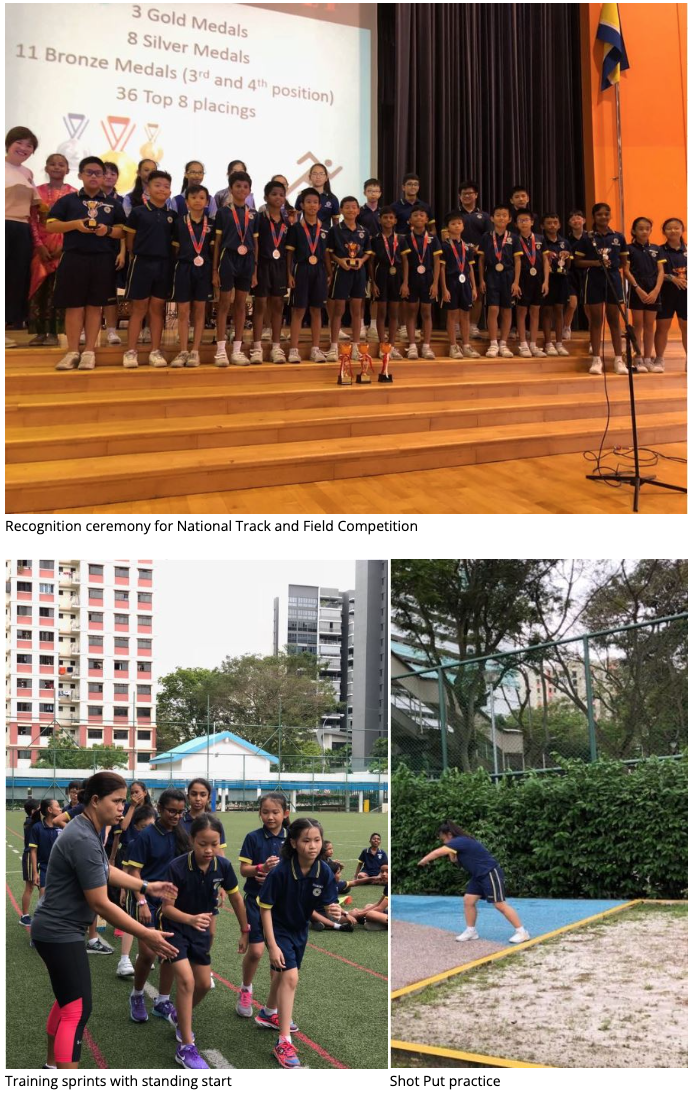 3 Gold Medals
8 Silver Medals
11 Bronze Medals (3rd and 4th position)
36 Top 8 placings
Recognition ceremony for National Track and Field Competition
Training sprints with standing start
Shot Put practice